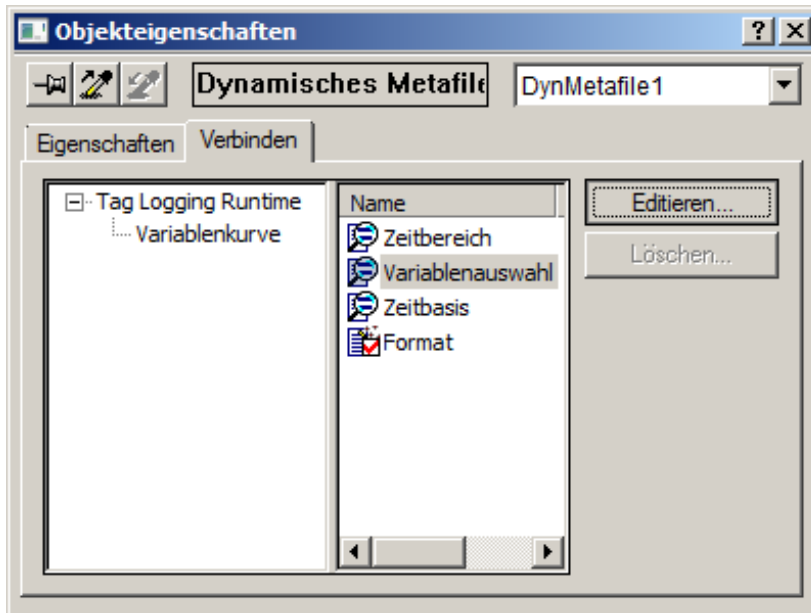 Objekteigenschaften
Dynamisches Metafile DynMetafile1
Eigenschaften Verbinden
Tag Logging Runtime
Variablenkurve
Name
Zeitbereich
Variablenauswahl
Zeitbasis
Format
Editieren...
Löschen...